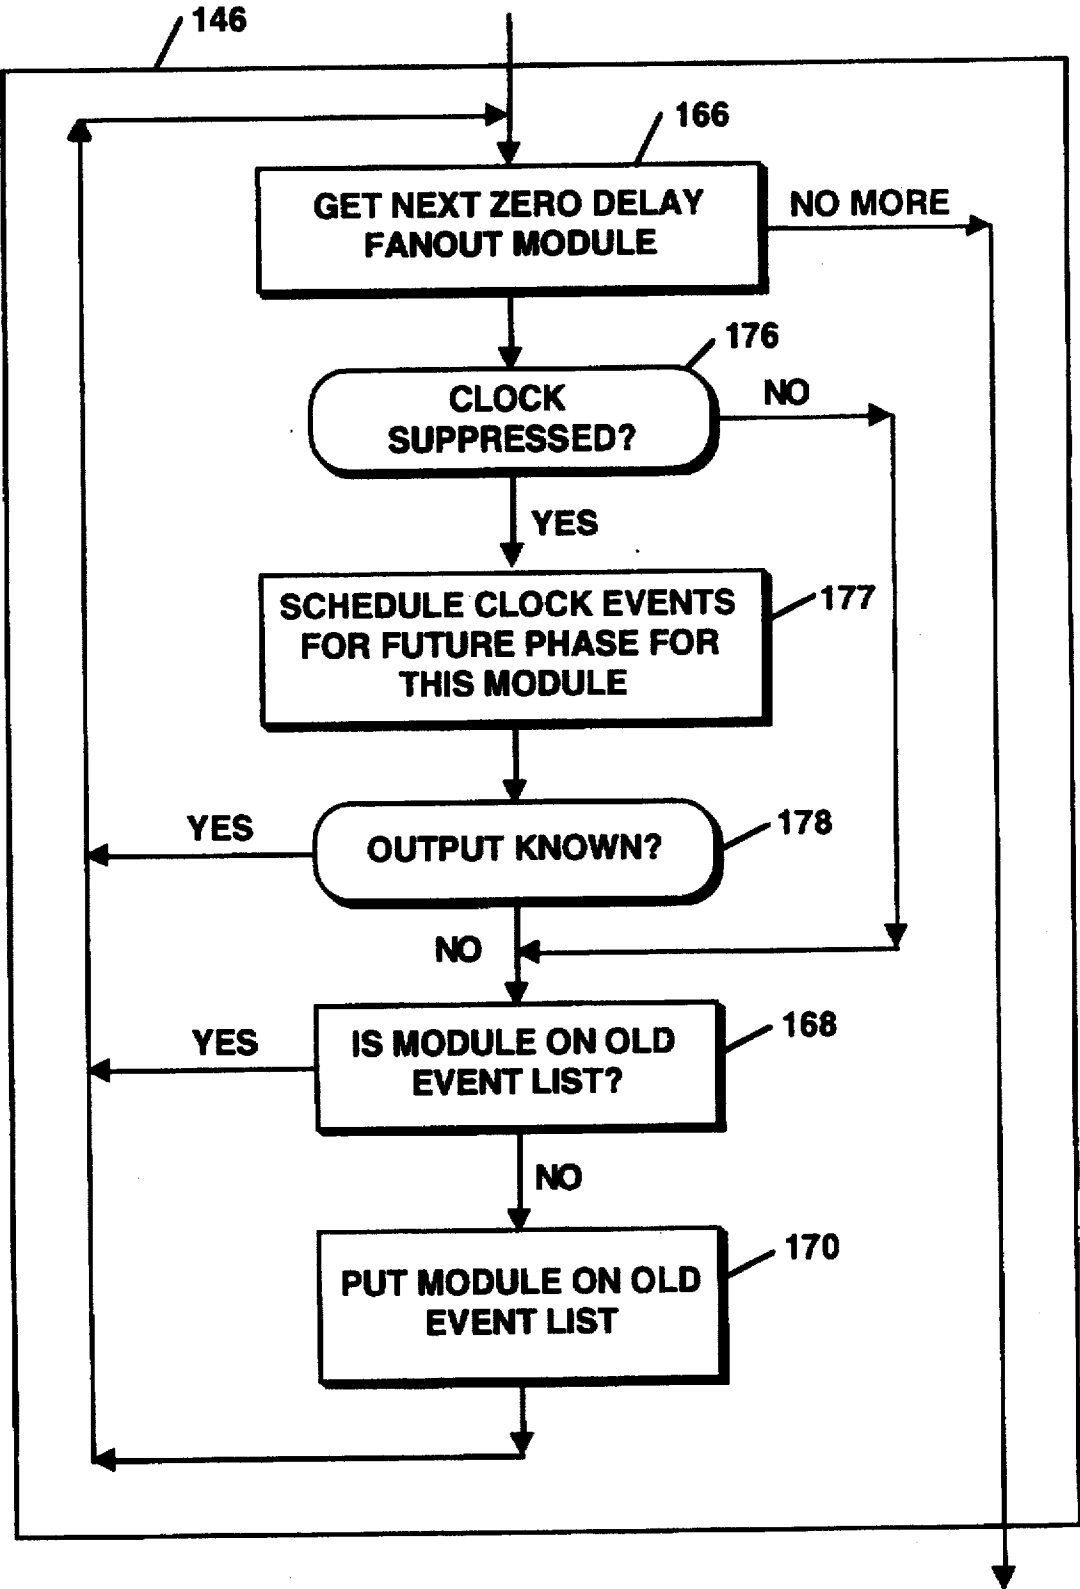 146
166
GET NEXT ZERO DELAY
FANOUT MODULE
NO MORE
176
CLOCK
SUPPRESSED?
NO
YES
SCHEDULE CLOCK EVENTS
FOR FUTURE PHASE FOR
THIS MODULE
177
YES
OUTPUT KNOWN?
178
NO
YES
IS MODULE ON OLD
EVENT LIST?
168
NO
PUT MODULE ON OLD
EVENT LIST
170